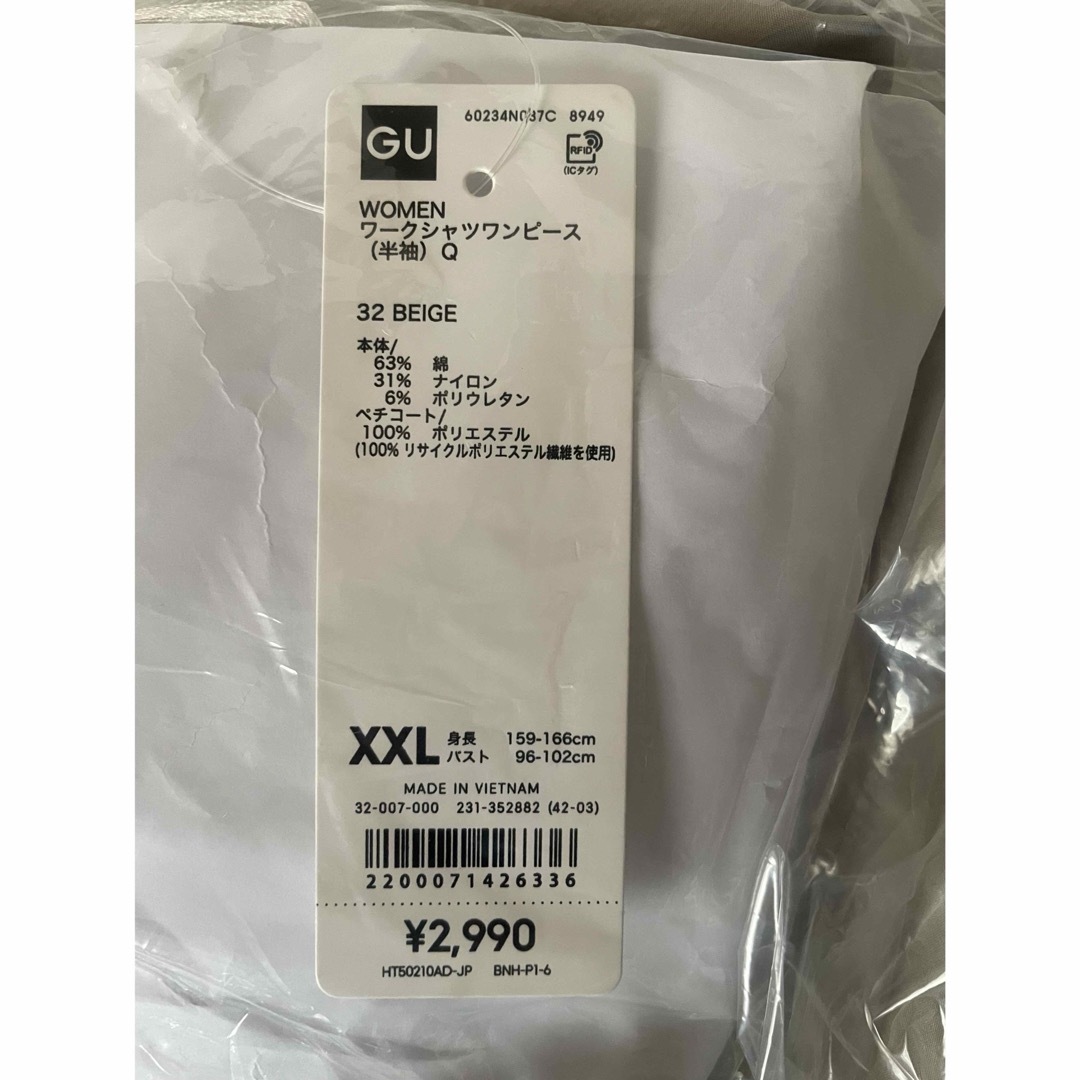 GU
60234N037C 8949
RFID
(ICタグ)
WOMEN
ワークシャツワンピース
（半袖）Q
32 BEIGE
本体/
63% 綿
31% ナイロン
6% ポリウレタン
ペチコート/
100% ポリエステル
(100% リサイクルポリエステル繊維を使用)
XXL 身長 159-166cm
バスト 96-102cm
MADE IN VIETNAM
32-007-000 231-352882 (42-03)
2200071426336
¥2,990
HT50210AD-JP BNH-P1-6